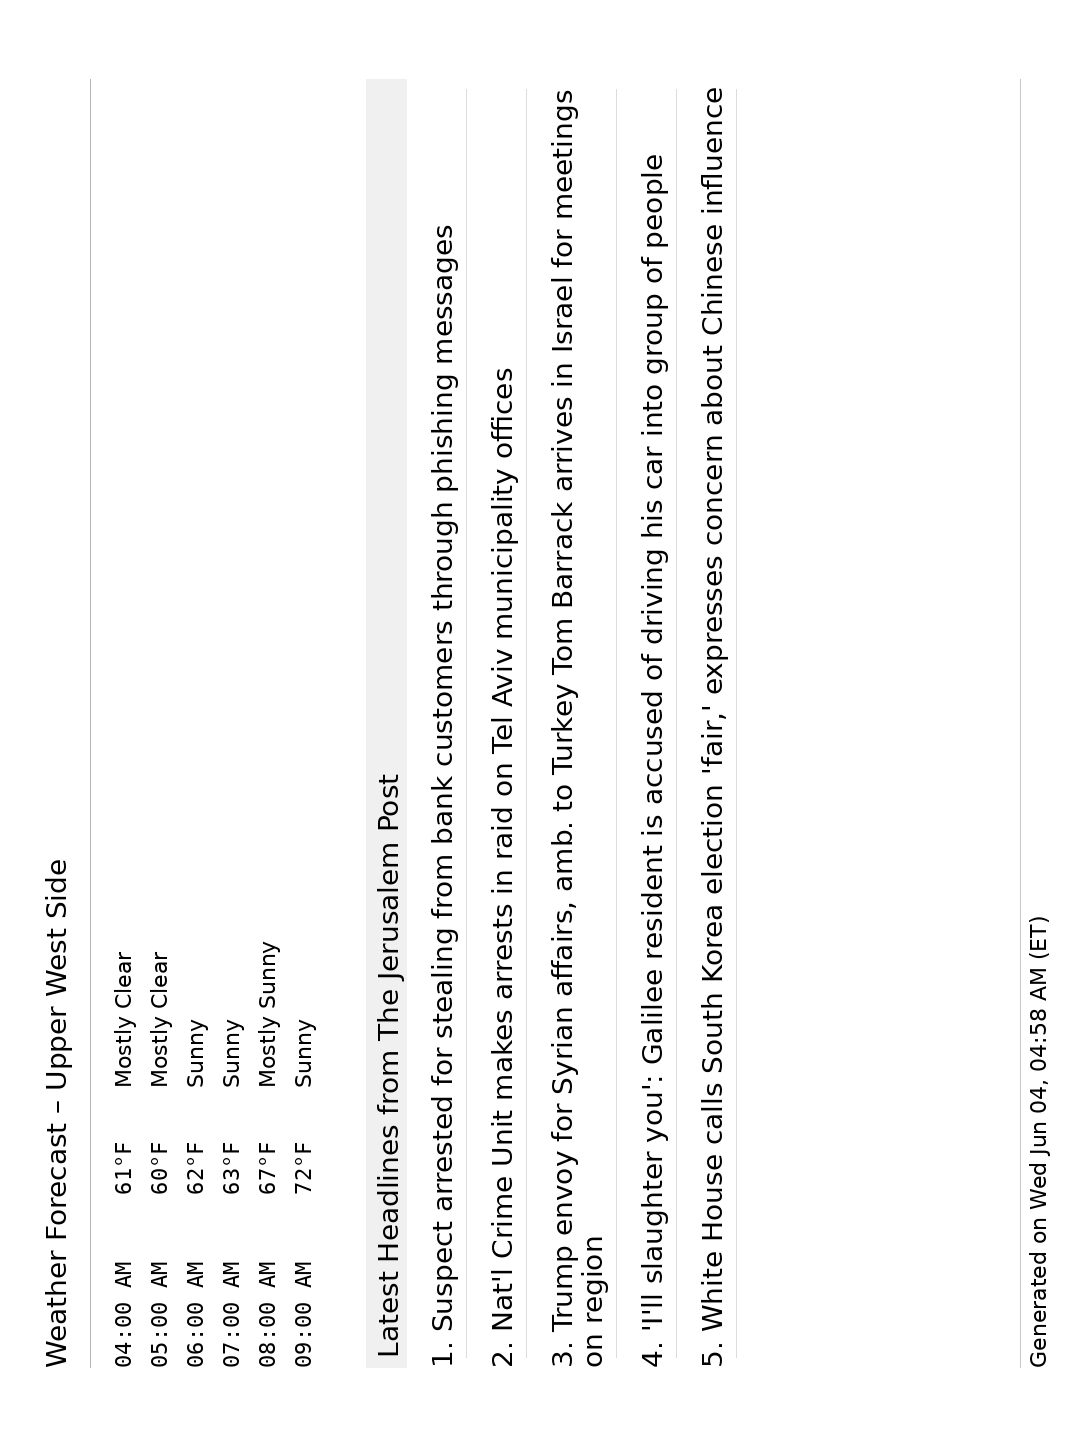 Weather Forecast – Upper West Side
04:00 AM 61°F Mostly Clear
05:00 AM 60°F Mostly Clear
06:00 AM 62°F Sunny
07:00 AM 63°F Sunny
08:00 AM 67°F Mostly Sunny
09:00 AM 72°F Sunny
Latest Headlines from The Jerusalem Post
1. Suspect arrested for stealing from bank customers through phishing messages
2. Nat'l Crime Unit makes arrests in raid on Tel Aviv municipality offices
3. Trump envoy for Syrian affairs, amb. to Turkey Tom Barrack arrives in Israel for meetings
on region
4. 'I'll slaughter you': Galilee resident is accused of driving his car into group of people
5. White House calls South Korea election 'fair,' expresses concern about Chinese influence
Generated on Wed Jun 04, 04:58 AM (ET)